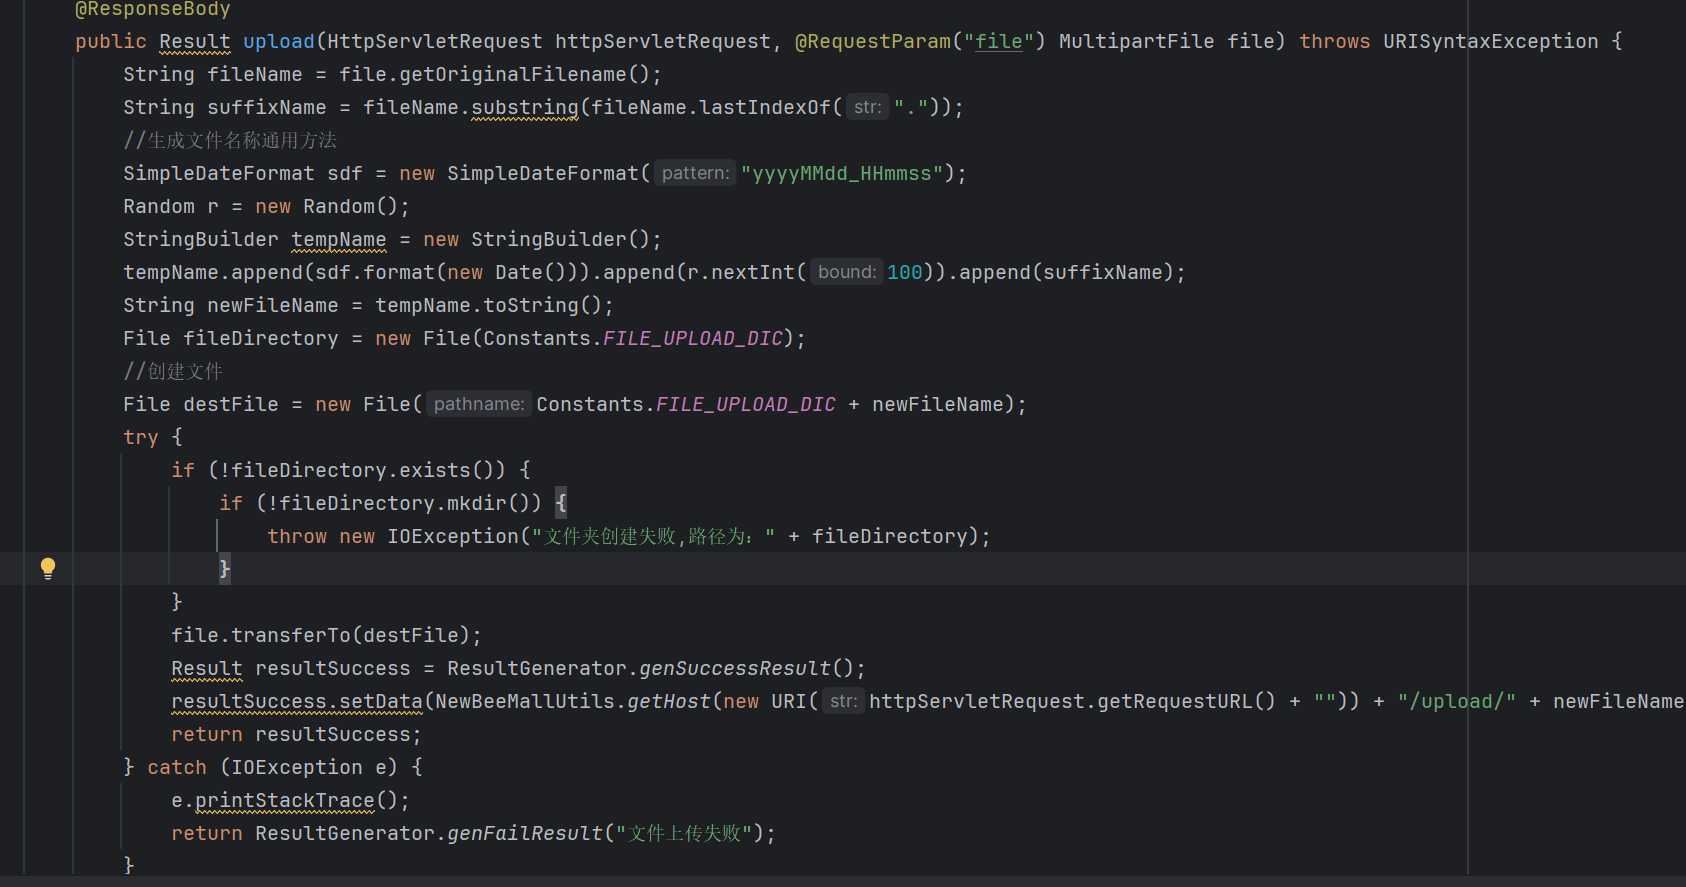 @ResponseBody
public Result upload(HttpServletRequest httpServletRequest, @RequestParam("file") MultipartFile file) throws URISyntaxException {
String fileName = file.getOriginalFilename();
String suffixName = fileName.substring(fileName.lastIndexOf( str: "."));
//生成文件名称通用方法
SimpleDateFormat sdf = new SimpleDateFormat( pattern: "yyyyMMdd_HHmmss");
Random r = new Random();
StringBuilder tempName = new StringBuilder();
tempName.append(sdf.format(new Date())).append(r.nextInt( bound: 100)).append(suffixName);
String newFileName = tempName.toString();
File fileDirectory = new File(Constants.FILE_UPLOAD_DIC);
//创建文件
File destFile = new File( pathname: Constants.FILE_UPLOAD_DIC + newFileName);
try {
if (!fileDirectory.exists()) {
if (!fileDirectory.mkdir()) {
throw new IOException("文件夹创建失败,路径为：" + fileDirectory);
}
}
file.transferTo(destFile);
Result resultSuccess = ResultGenerator.genSuccessResult();
resultSuccess.setData(NewBeeMallUtils.getHost(new URI( str: httpServletRequest.getRequestURL() + "")) + "/upload/" + newFileName
return resultSuccess;
} catch (IOException e) {
e.printStackTrace();
return ResultGenerator.genFailResult("文件上传失败");
}